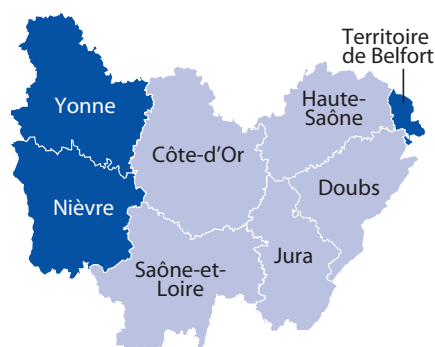 Territoire
de Belfort
Yonne
Haute-
Saône
Côte-d'Or
Doubs
Nièvre
Jura
Saône-et-
Loire